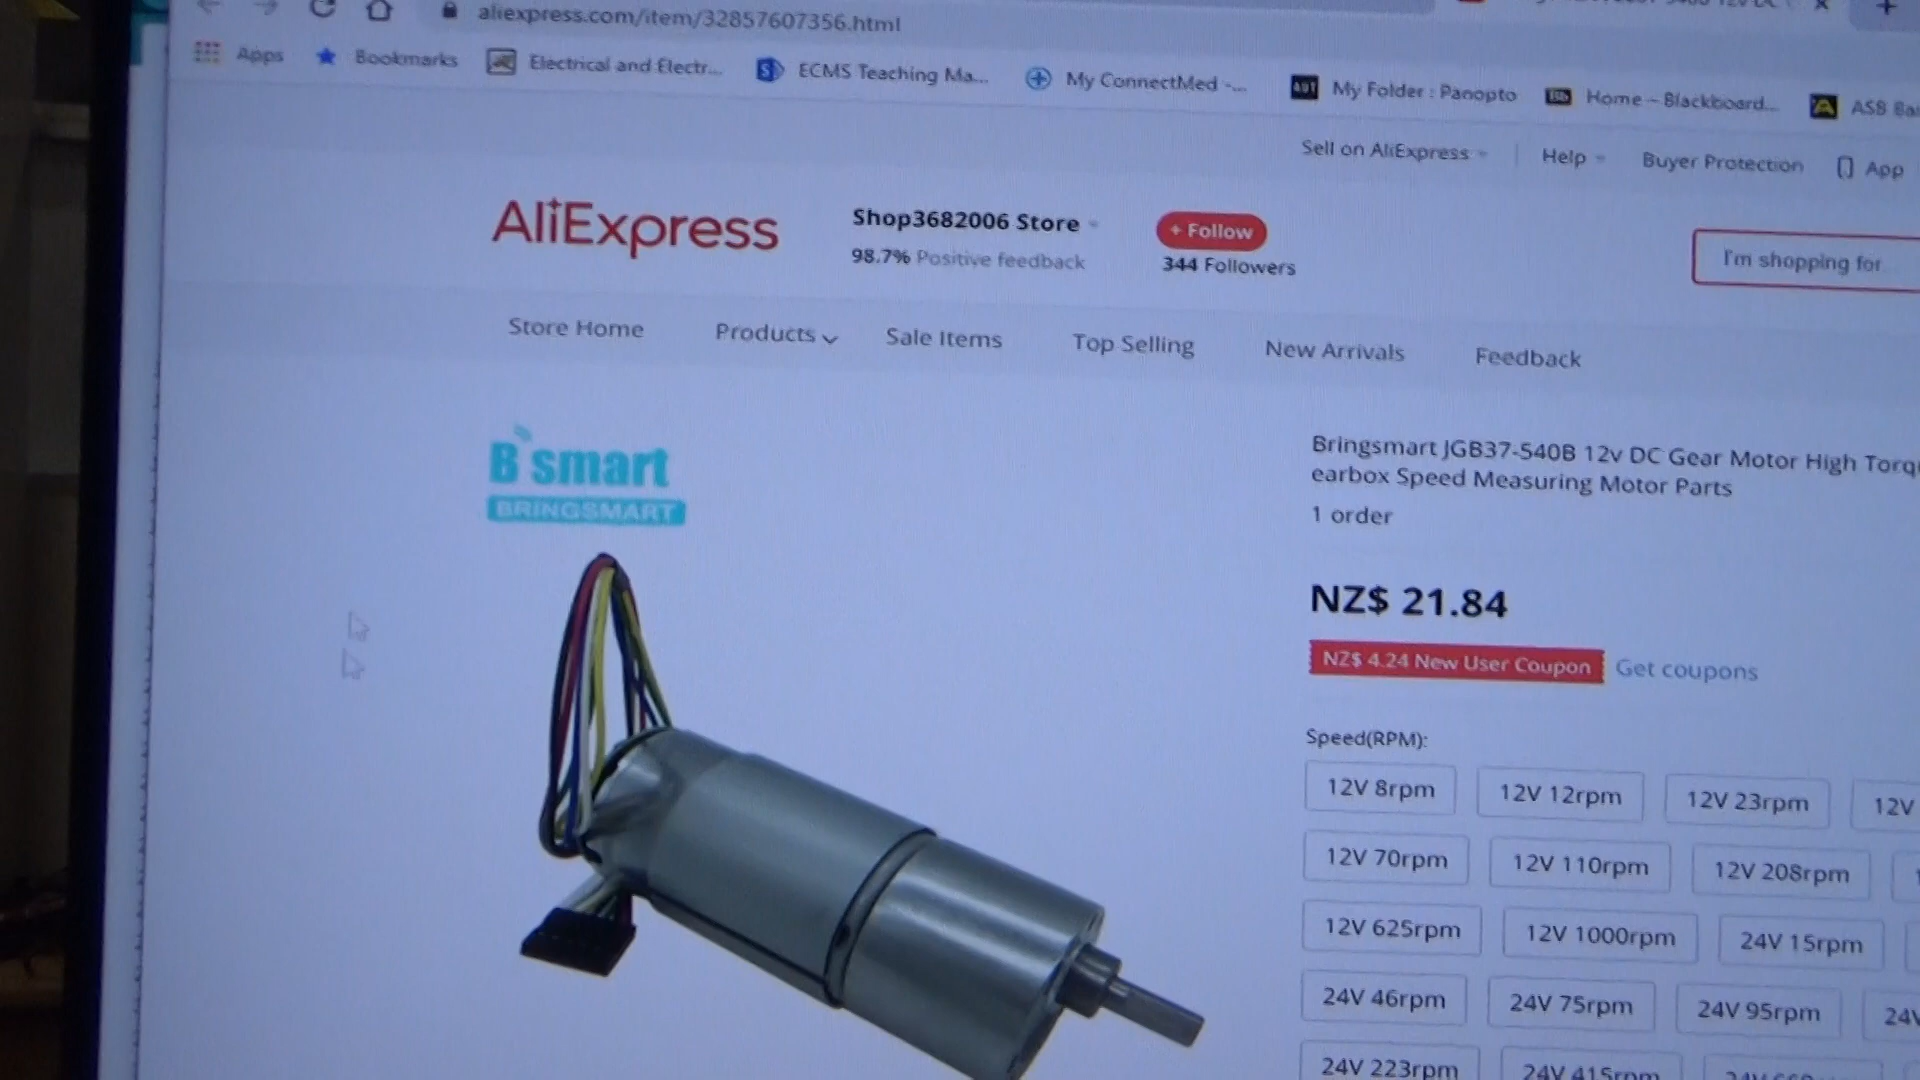 aliexpress.com/item/32857607356.html
Apps
Bookmarks
Electrical and Electr...
ECMS Teaching Ma...
My ConnectMed -...
AUT
My Folder : Panopto
Bb
Home – Blackboard...
ASB
Sell on AliExpress
Help
Buyer Protection
App
AliExpress
Shop3682006 Store
+ Follow
98.7% Positive feedback
344 Followers
I'm shopping for
Store Home
Products
Sale Items
Top Selling
New Arrivals
Feedback
B smart
BRINGSMART
Bringsmart JGB37-540B 12v DC Gear Motor High Torq
earbox Speed Measuring Motor Parts
1 order
NZ$ 21.84
NZ$ 4.24 New User Coupon
Get coupons
Speed(RPM):
12V 8rpm
12V 12rpm
12V 23rpm
12V
12V 70rpm
12V 110rpm
12V 208rpm
12V 625rpm
12V 1000rpm
24V 15rpm
24V 46rpm
24V 75rpm
24V 95rpm
24V
24V 223rpm
24V 415rpm